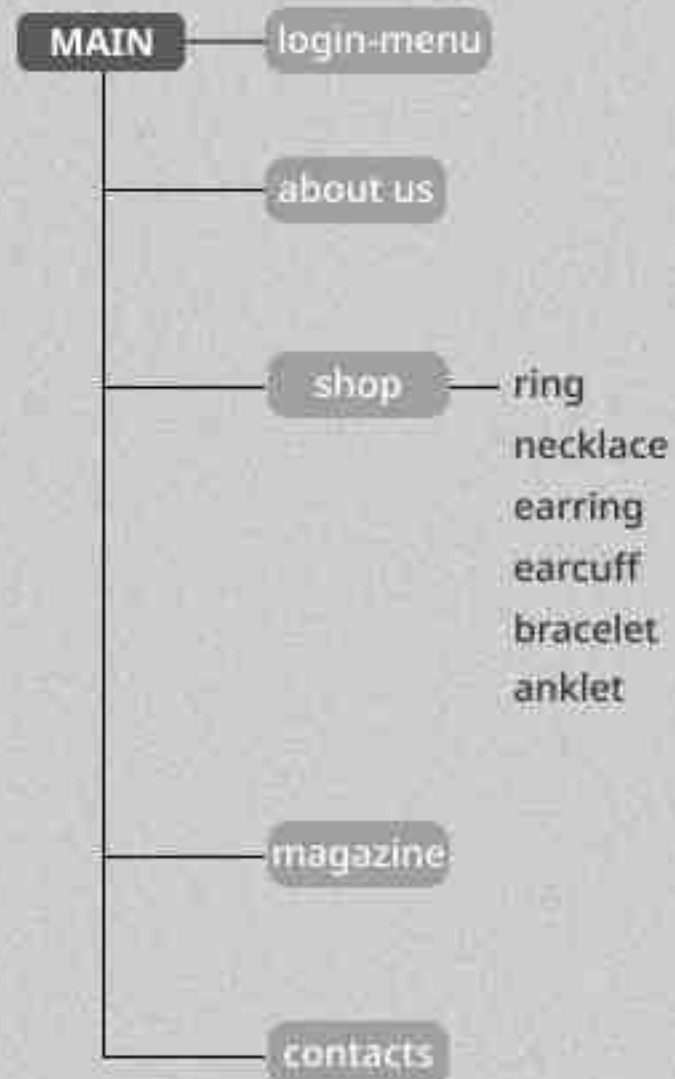 MAIN login-menu
about us
shop ring
necklace
earring
earcuff
bracelet
anklet
magazine
contacts